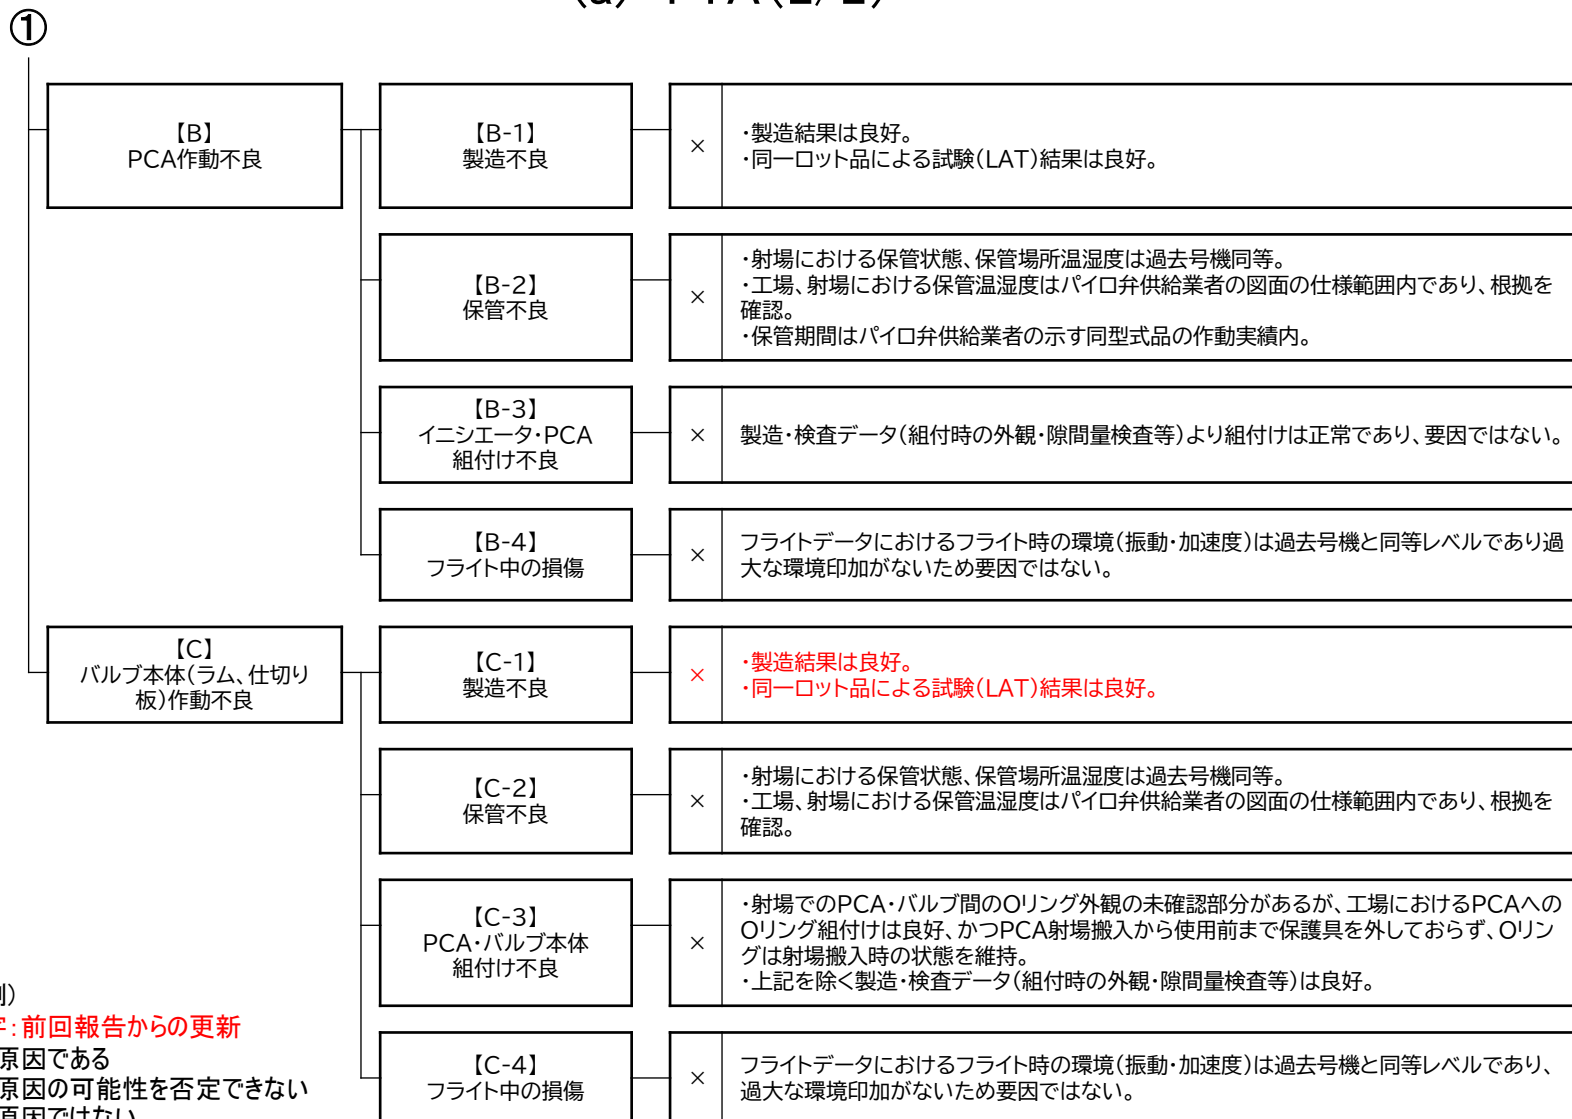 (a) FTA(2/2)
①
【B】
PCA作動不良
【B-1】
製造不良
×
・製造結果は良好。
・同一ロット品による試験(LAT)結果は良好。
【B-2】
保管不良
×
・射場における保管状態、保管場所温湿度は過去号機同等。
・工場、射場における保管温湿度はパイロ弁供給業者の図面の仕様範囲内であり、根拠を
確認。
・保管期間はパイロ弁供給業者の示す同型式品の作動実績内。
【B-3】
イニシエータ・PCA
組付け不良
×
製造・検査データ(組付時の外観・隙間量検査等)より組付けは正常であり、要因ではない。
【B-4】
フライト中の損傷
×
フライトデータにおけるフライト時の環境(振動・加速度)は過去号機と同等レベルであり過
大な環境印加がないため要因ではない。
【C】
バルブ本体(ラム、仕切り
板)作動不良
【C-1】
製造不良
×
・製造結果は良好。
・同一ロット品による試験(LAT)結果は良好。
【C-2】
保管不良
×
・射場における保管状態、保管場所温湿度は過去号機同等。
・工場、射場における保管温湿度はパイロ弁供給業者の図面の仕様範囲内であり、根拠を
確認。
【C-3】
PCA・バルブ本体
組付け不良
×
・射場でのPCA・バルブ間のOリング外観の未確認部分があるが、工場におけるPCAへの
Oリング組付けは良好、かつPCA射場搬入から使用前まで保護具を外しておらず、Oリン
グは射場搬入時の状態を維持。
・上記を除く製造・検査データ(組付時の外観・隙間量検査等)は良好。
【C-4】
フライト中の損傷
×
フライトデータにおけるフライト時の環境(振動・加速度)は過去号機と同等レベルであり、
過大な環境印加がないため要因ではない。
)
:前回報告からの更新
原因である
原因の可能性を否定できない
原因ではない